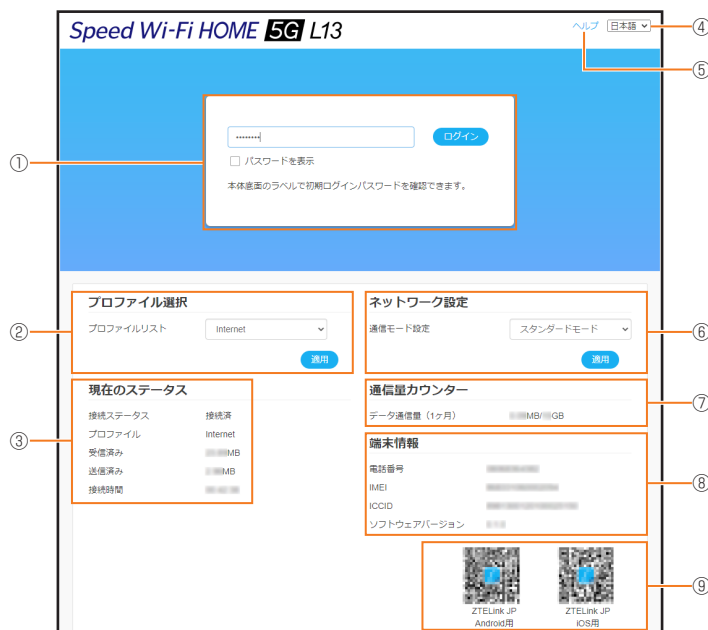 Speed Wi-Fi HOME 5G L13
ヘルプ 日本語
④
⑤
••••••••
ログイン
①
パスワードを表示
本体底面のラベルで初期ログインパスワードを確認できます。
プロファイル選択
②
プロファイルリスト Internet
適用
ネットワーク設定
通信モード設定 スタンダードモード
⑥
適用
現在のステータス
③
接続ステータス 接続済
プロファイル Internet
受信済み MB
送信済み MB
接続時間
通信量カウンター
データ通信量（1ヶ月） MB/ GB
⑦
端末情報
電話番号
IMEI
⑧
ICCID
ソフトウェアバージョン
⑨
ZTELink JP
Android用
ZTELink JP
iOS用